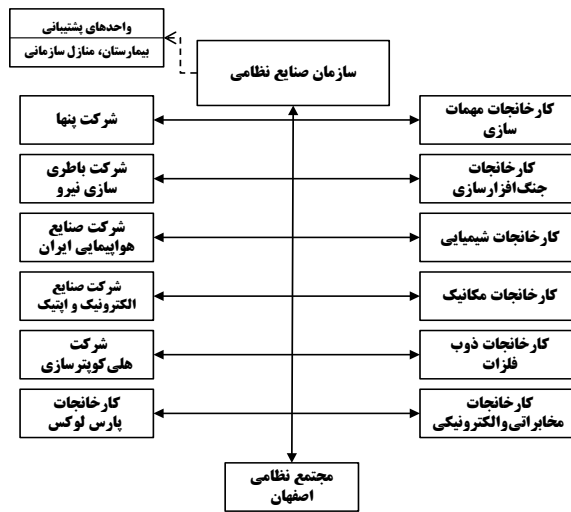 واحدهای پشتیبانی
بیمارستان، منازل سازمانی
سازمان صنایع نظامی
کارخانجات مهمات
سازی
شرکت پنها
کارخانجات
جنگ‌افزارسازی
شرکت باطری
سازی نیرو
کارخانجات شیمیایی
شرکت صنایع
هواپیمایی ایران
کارخانجات مکانیک
شرکت صنایع
الکترونیک و اپتیک
کارخانجات ذوب
فلزات
شرکت
هلی‌کوپترسازی
کارخانجات
مخابراتی‌والکترونیکی
کارخانجات
پارس لوکس
مجتمع نظامی
اصفهان